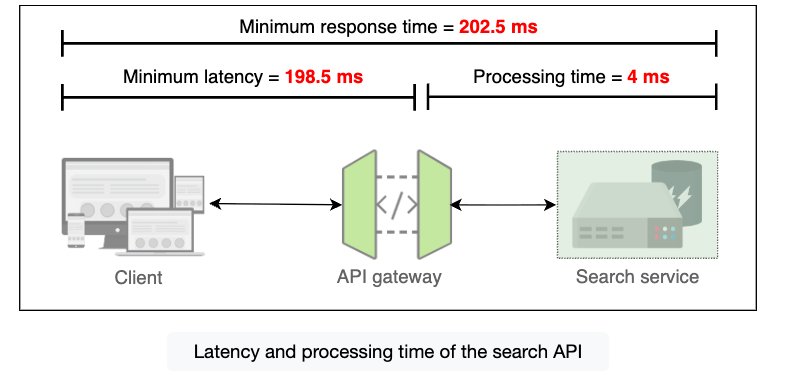 Minimum response time = 202.5 ms
Minimum latency = 198.5 ms
Processing time = 4 ms
</>
Client
API gateway
Search service
Latency and processing time of the search API